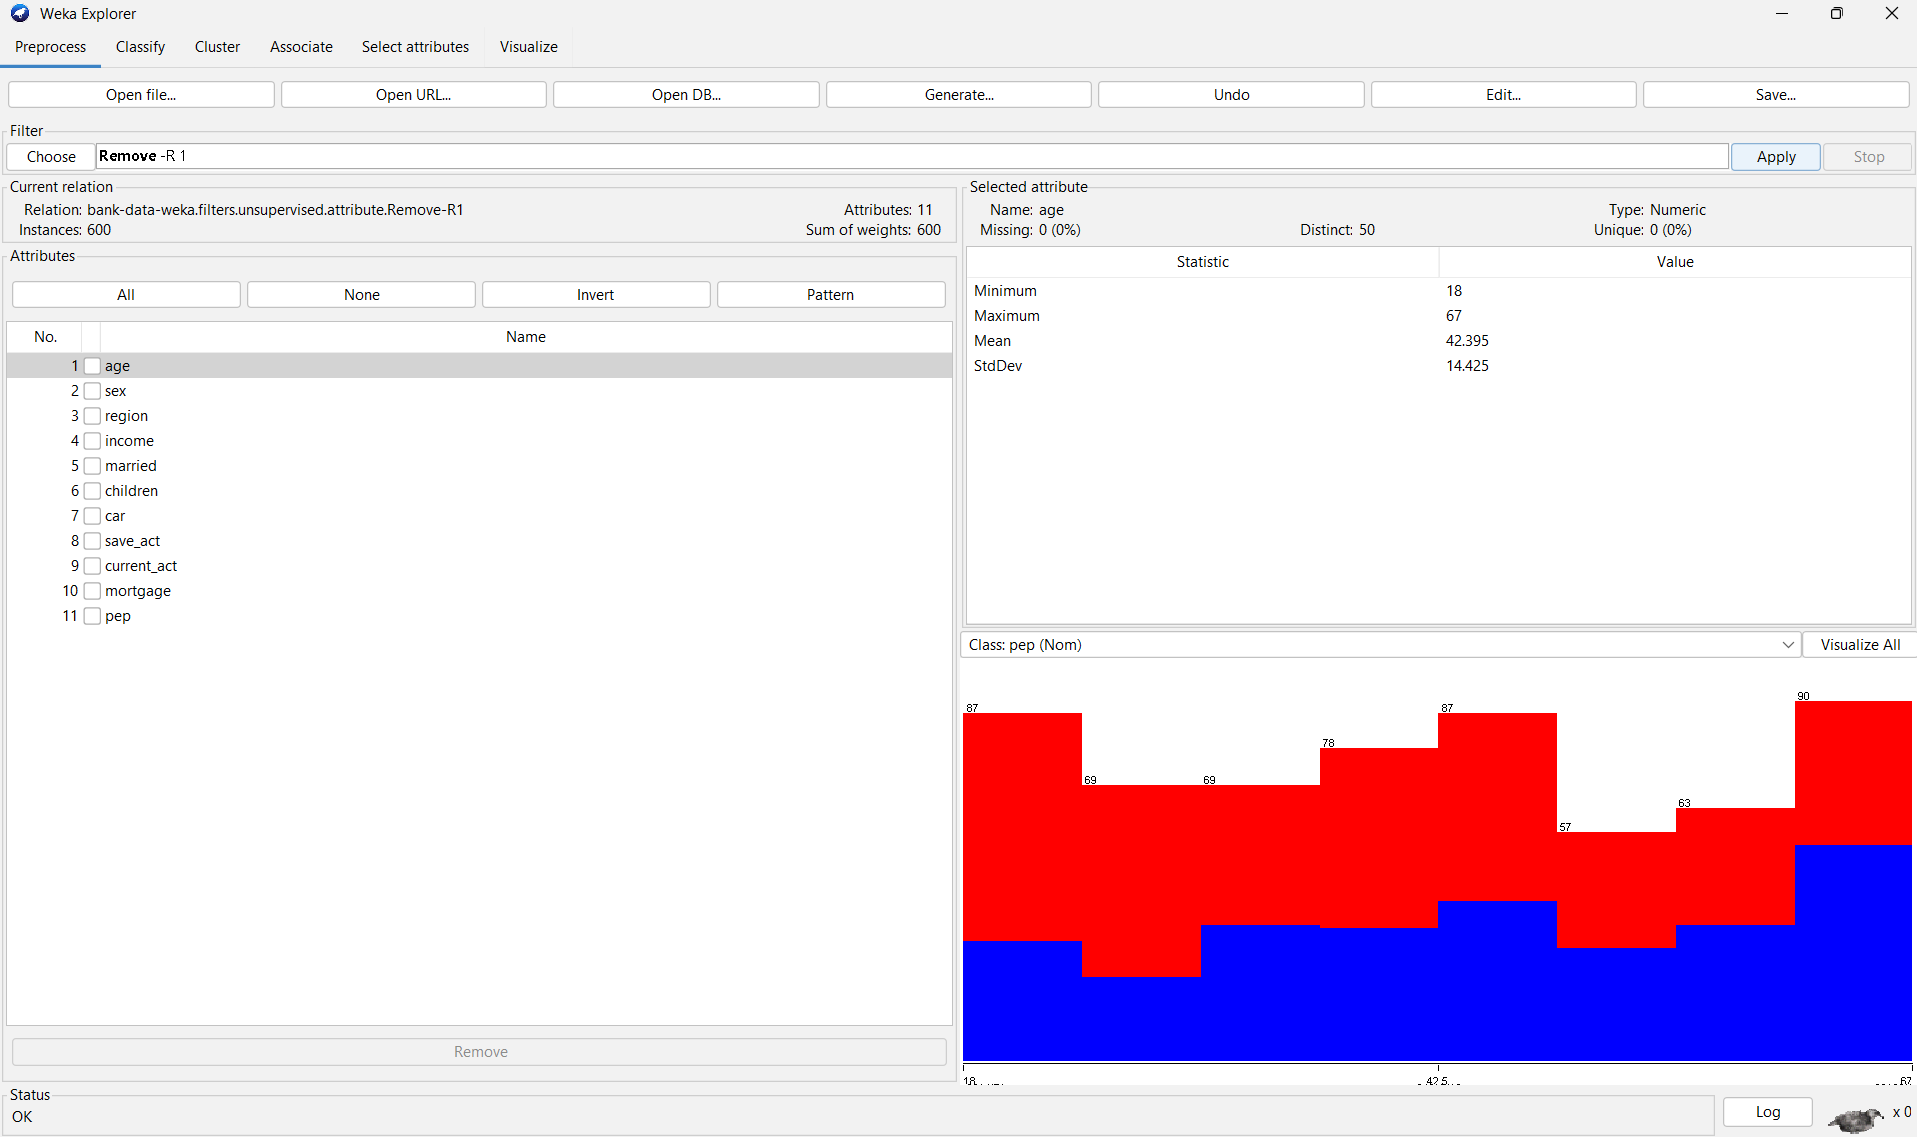 Weka Explorer
Preprocess Classify Cluster Associate Select attributes Visualize
Open file... Open URL... Open DB... Generate... Undo Edit... Save...
Filter
Choose Remove -R 1 Apply Stop
Current relation
Relation: bank-data-weka.filters.unsupervised.attribute.Remove-R1 Attributes: 11
Instances: 600 Sum of weights: 600
Attributes
All None Invert Pattern
No. Name
1 age
2 sex
3 region
4 income
5 married
6 children
7 car
8 save_act
9 current_act
10 mortgage
11 pep
Remove
Selected attribute
Name: age Type: Numeric
Missing: 0 (0%) Distinct: 50 Unique: 0 (0%)
Statistic Value
Minimum 18
Maximum 67
Mean 42.395
StdDev 14.425
Class: pep (Nom) Visualize All
87 69 69 78 87 57 63 90
18 42.5 67
Status
OK
Log x 0